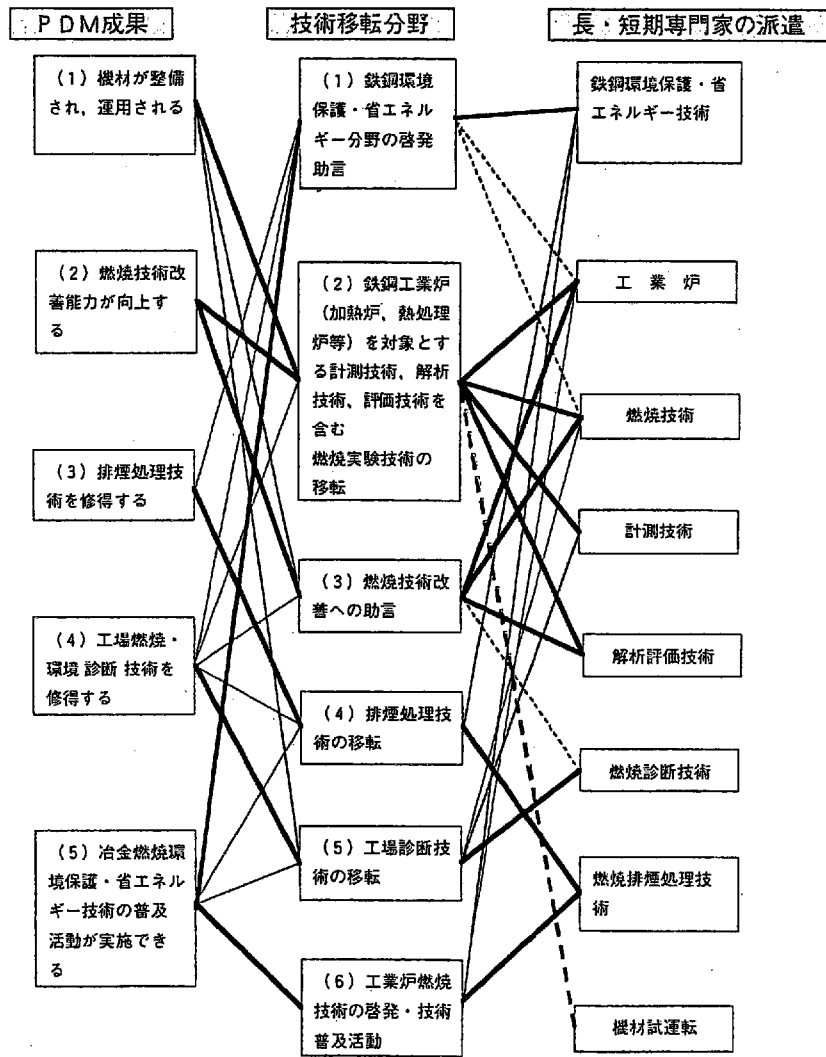 PDM成果
(1)機材が整備
され,運用される
(2)燃焼技術改
善能力が向上す
る
(3)排煙処理技
術を修得する
(4)工場燃焼・
環境 診断 技術を
修得する
(5)冶金燃焼環
境保護・省エネル
ギー技術の普及
活動が実施でき
る
技術移転分野
(1)鉄鋼環境
保護・省エネル
ギー分野の啓発
助言
(2)鉄鋼工業炉
(加熱炉、熱処理
炉等)を対象とす
る計測技術、解析
技術、評価技術を
含む
燃焼実験技術の
移転
(3)燃焼技術改
善への助言
(4)排煙処理技
術の移転
(5)工場診断技
術の移転
(6)工業炉燃焼
技術の啓発・技術
普及活動
長・短期専門家の派遣
鉄鋼環境保護・省
エネルギー技術
工 業 炉
燃焼技術
計測技術
解析評価技術
燃焼診断技術
燃焼排煙処理技
術
機材試運転